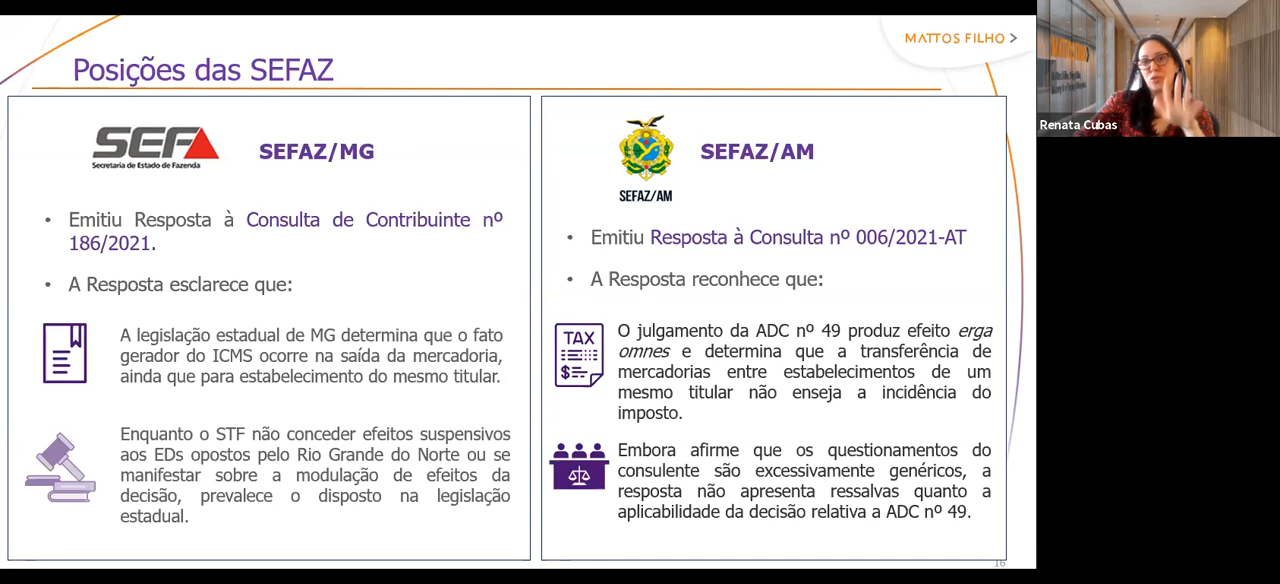 MATTOS FILHO >
Posições das SEFAZ
SEFA
Secretaria de Estado de Fazenda
SEFAZ/MG
• Emitiu Resposta à Consulta de Contribuinte nº
186/2021.
• A Resposta esclarece que:
A legislação estadual de MG determina que o fato
gerador do ICMS ocorre na saída da mercadoria,
ainda que para estabelecimento do mesmo titular.
Enquanto o STF não conceder efeitos suspensivos
aos EDs opostos pelo Rio Grande do Norte ou se
manifestar sobre a modulação de efeitos da
decisão, prevalece o disposto na legislação
estadual.
SEFAZ/AM
SEFAZ/AM
• Emitiu Resposta à Consulta nº 006/2021-AT
• A Resposta reconhece que:
TAX
$
O julgamento da ADC nº 49 produz efeito erga
omnes e determina que a transferência de
mercadorias entre estabelecimentos de um
mesmo titular não enseja a incidência do
imposto.
Embora afirme que os questionamentos do
consulente são excessivamente genéricos, a
resposta não apresenta ressalvas quanto a
aplicabilidade da decisão relativa a ADC nº 49.
16
Renata Cubas